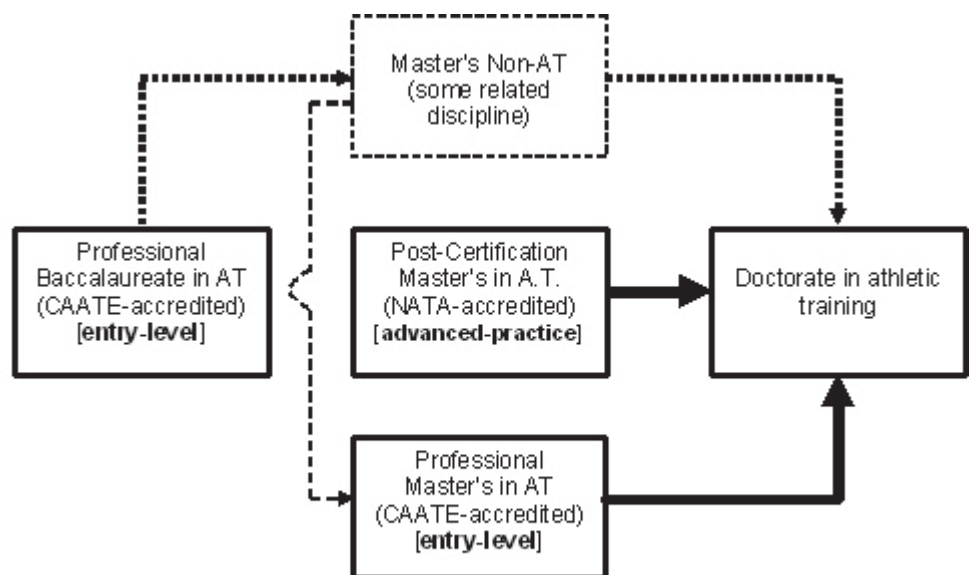 Master's Non-AT
(some related
discipline)
Professional
Baccalaureate in AT
(CAATE-accredited)
[entry-level]
Post-Certification
Master's in A.T.
(NATA-accredited)
[advanced-practice]
Doctorate in athletic
training
Professional
Master's in AT
(CAATE-accredited)
[entry-level]